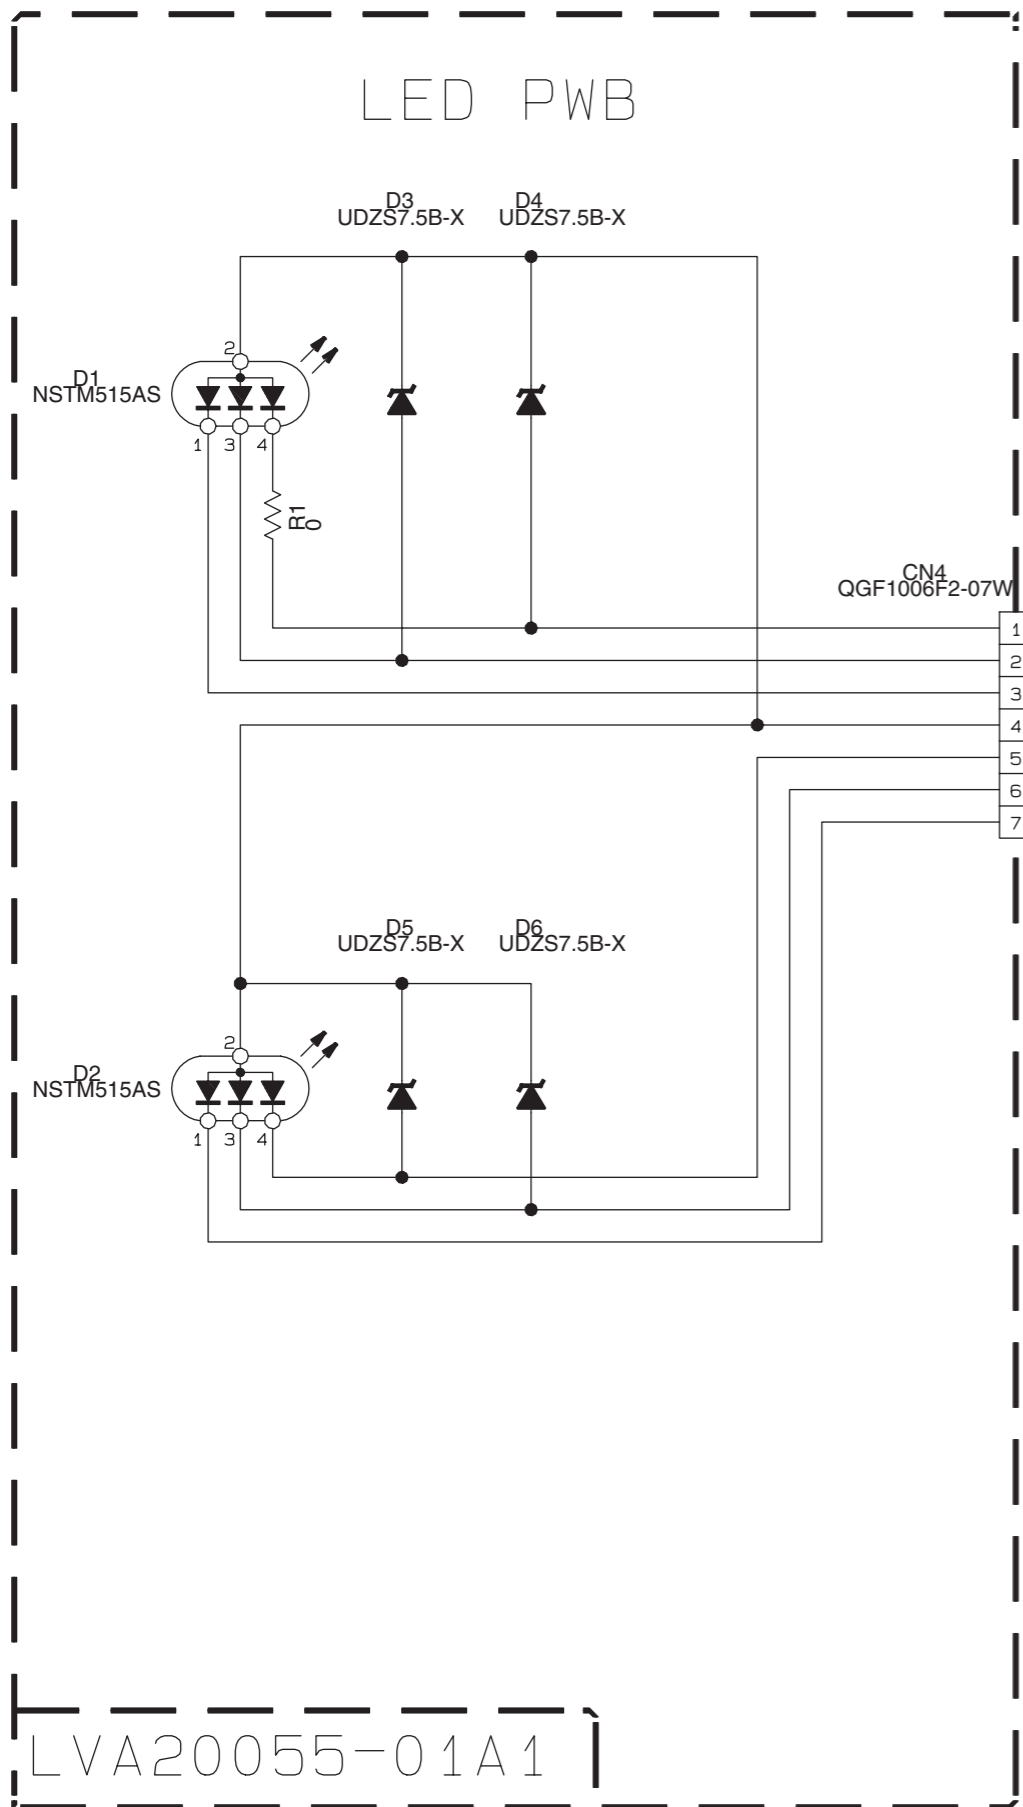 LED PWB
D3
UDZS7.5B-X
D4
UDZS7.5B-X
2
D1
NSTM515AS
1 3 4
R1
0
CN4
QGF1006F2-07W
1
2
3
4
5
6
7
D5
UDZS7.5B-X
D6
UDZS7.5B-X
2
D2
NSTM515AS
1 3 4
LVA20055-01A1